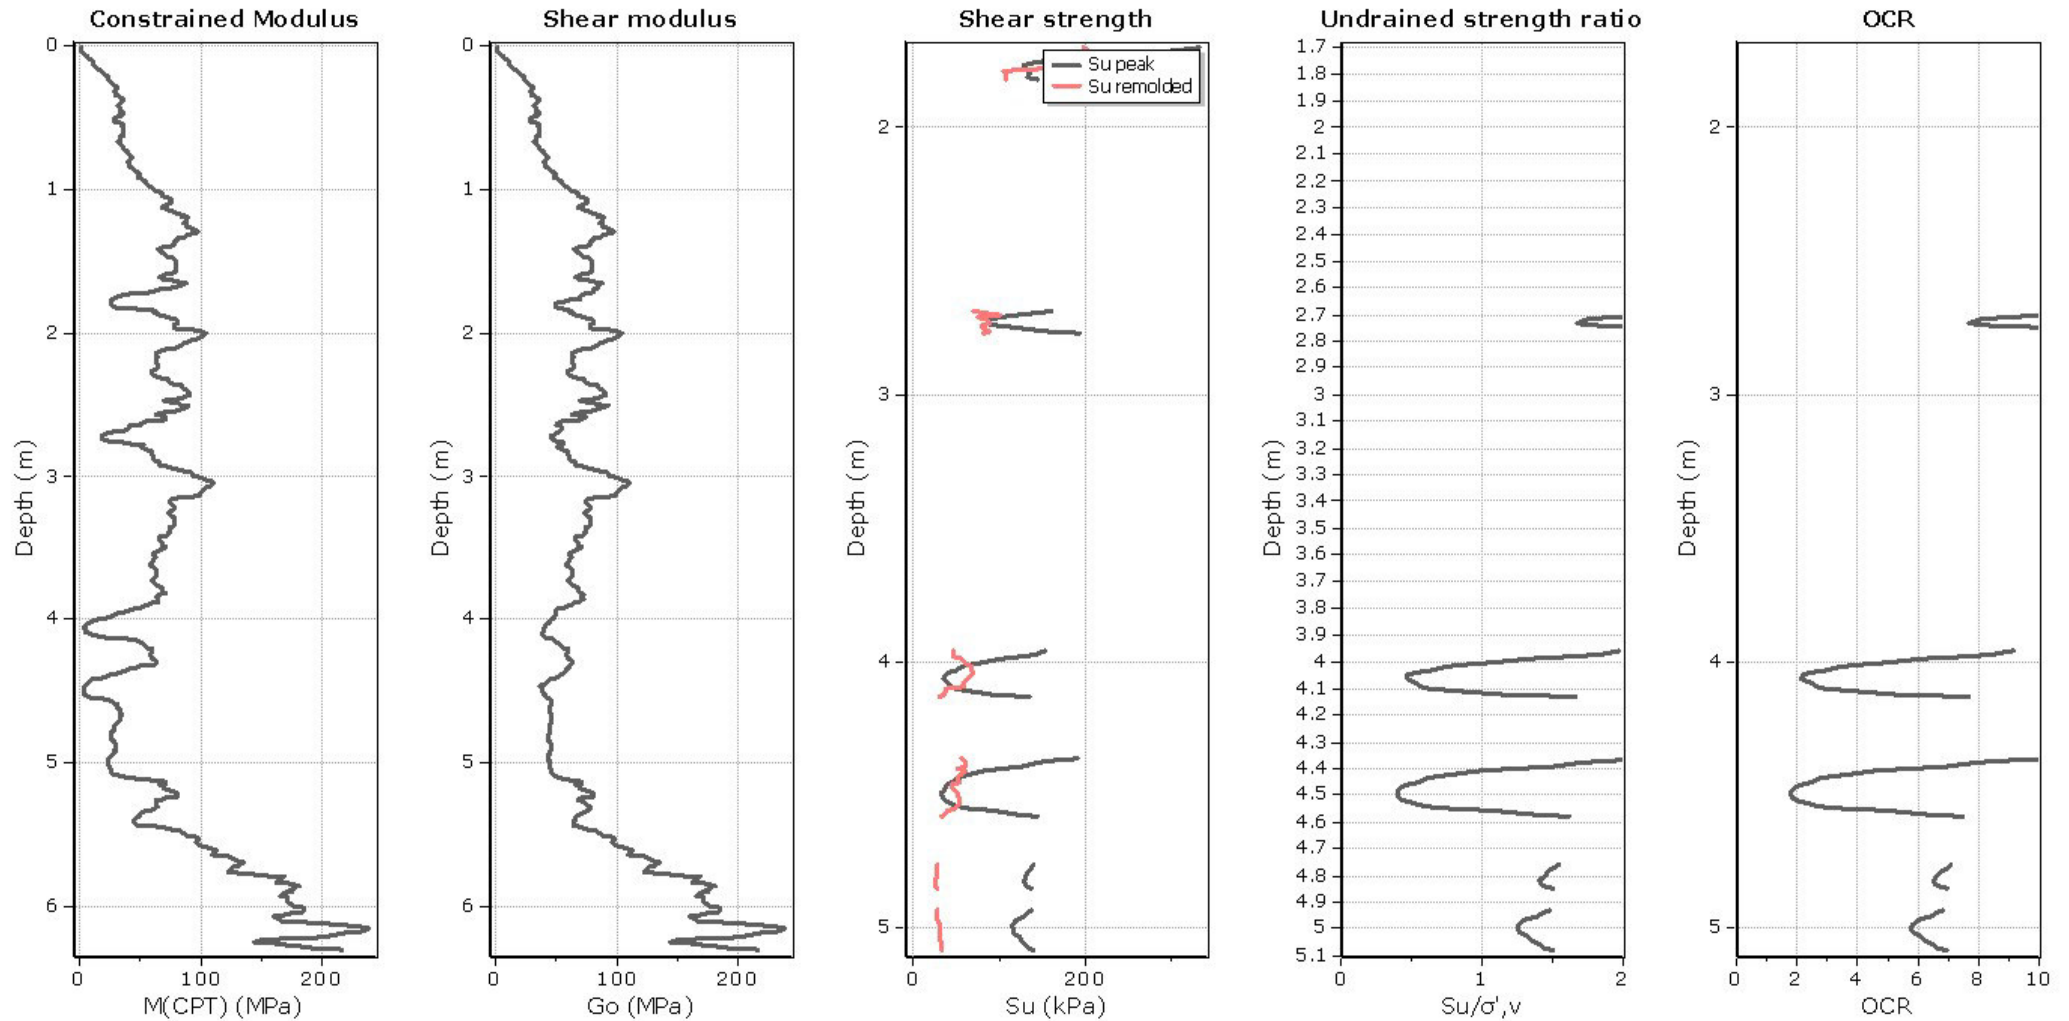 Constrained Modulus
0
1
2
3
4
5
6
Depth (m)
0 100 200
M(CPT) (MPa)
Shear modulus
0
1
2
3
4
5
6
Depth (m)
0 100 200
Go (MPa)
Shear strength
Su peak
Su remolded
2
3
4
5
Depth (m)
0 200
Su (kPa)
Undrained strength ratio
1.7
1.8
1.9
2
2.1
2.2
2.3
2.4
2.5
2.6
2.7
2.8
2.9
3
3.1
3.2
3.3
3.4
3.5
3.6
3.7
3.8
3.9
4
4.1
4.2
4.3
4.4
4.5
4.6
4.7
4.8
4.9
5
5.1
Depth (m)
0 1 2
Su/σ',v
OCR
2
3
4
5
Depth (m)
0 2 4 6 8 10
OCR